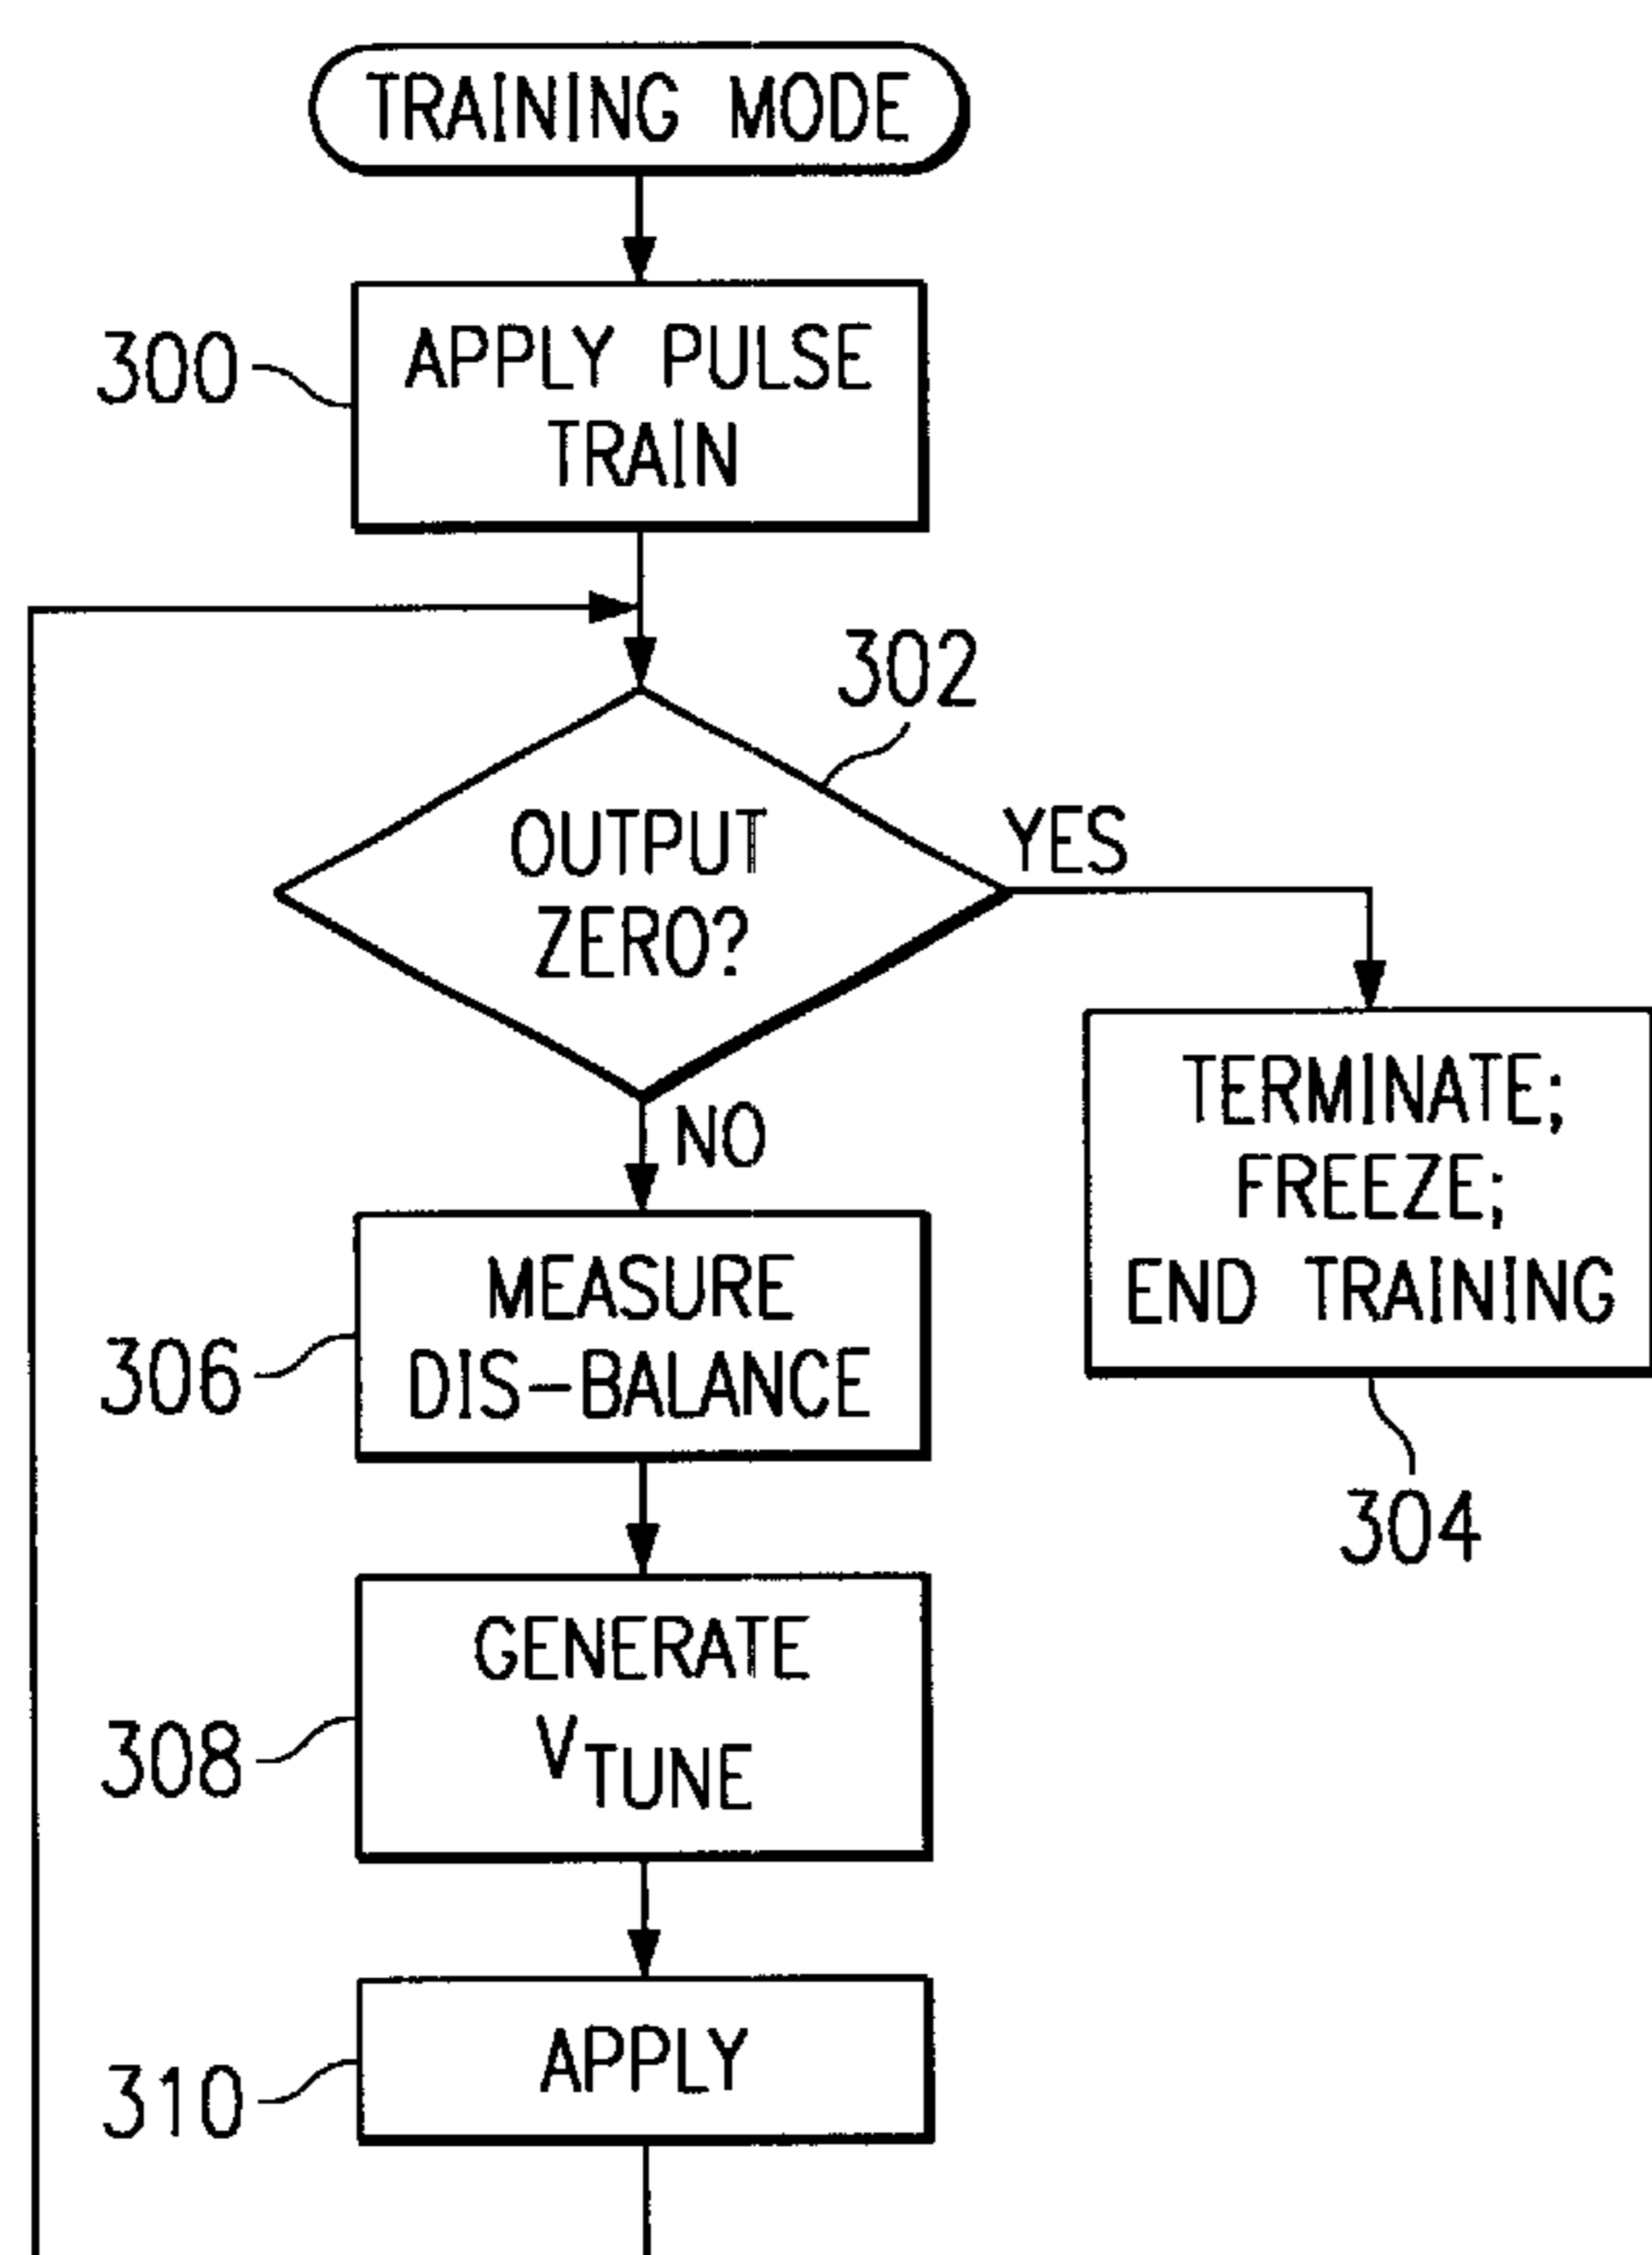 TRAINING MODE
300
APPLY PULSE
TRAIN
302
OUTPUT
ZERO?
YES
NO
TERMINATE;
FREEZE;
END TRAINING
304
306
MEASURE
DIS-BALANCE
308
GENERATE
VTUNE
310
APPLY